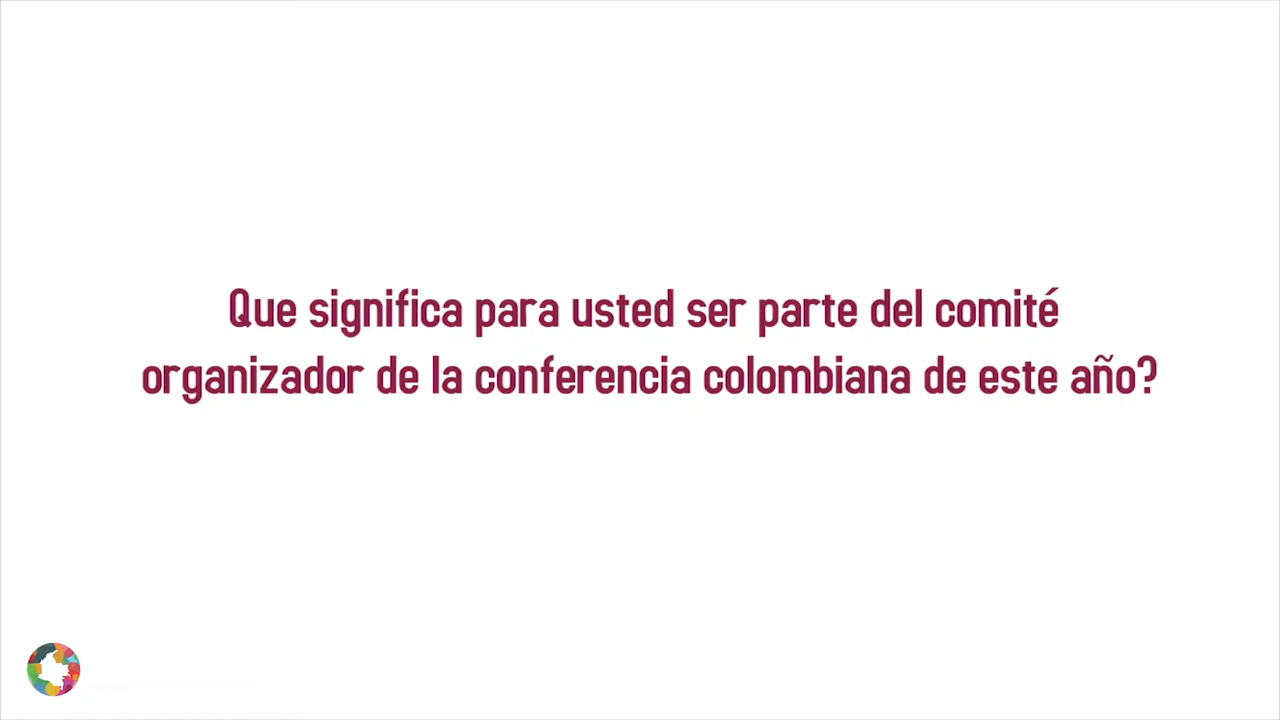 Que significa para usted ser parte del comité
organizador de la conferencia colombiana de este año?